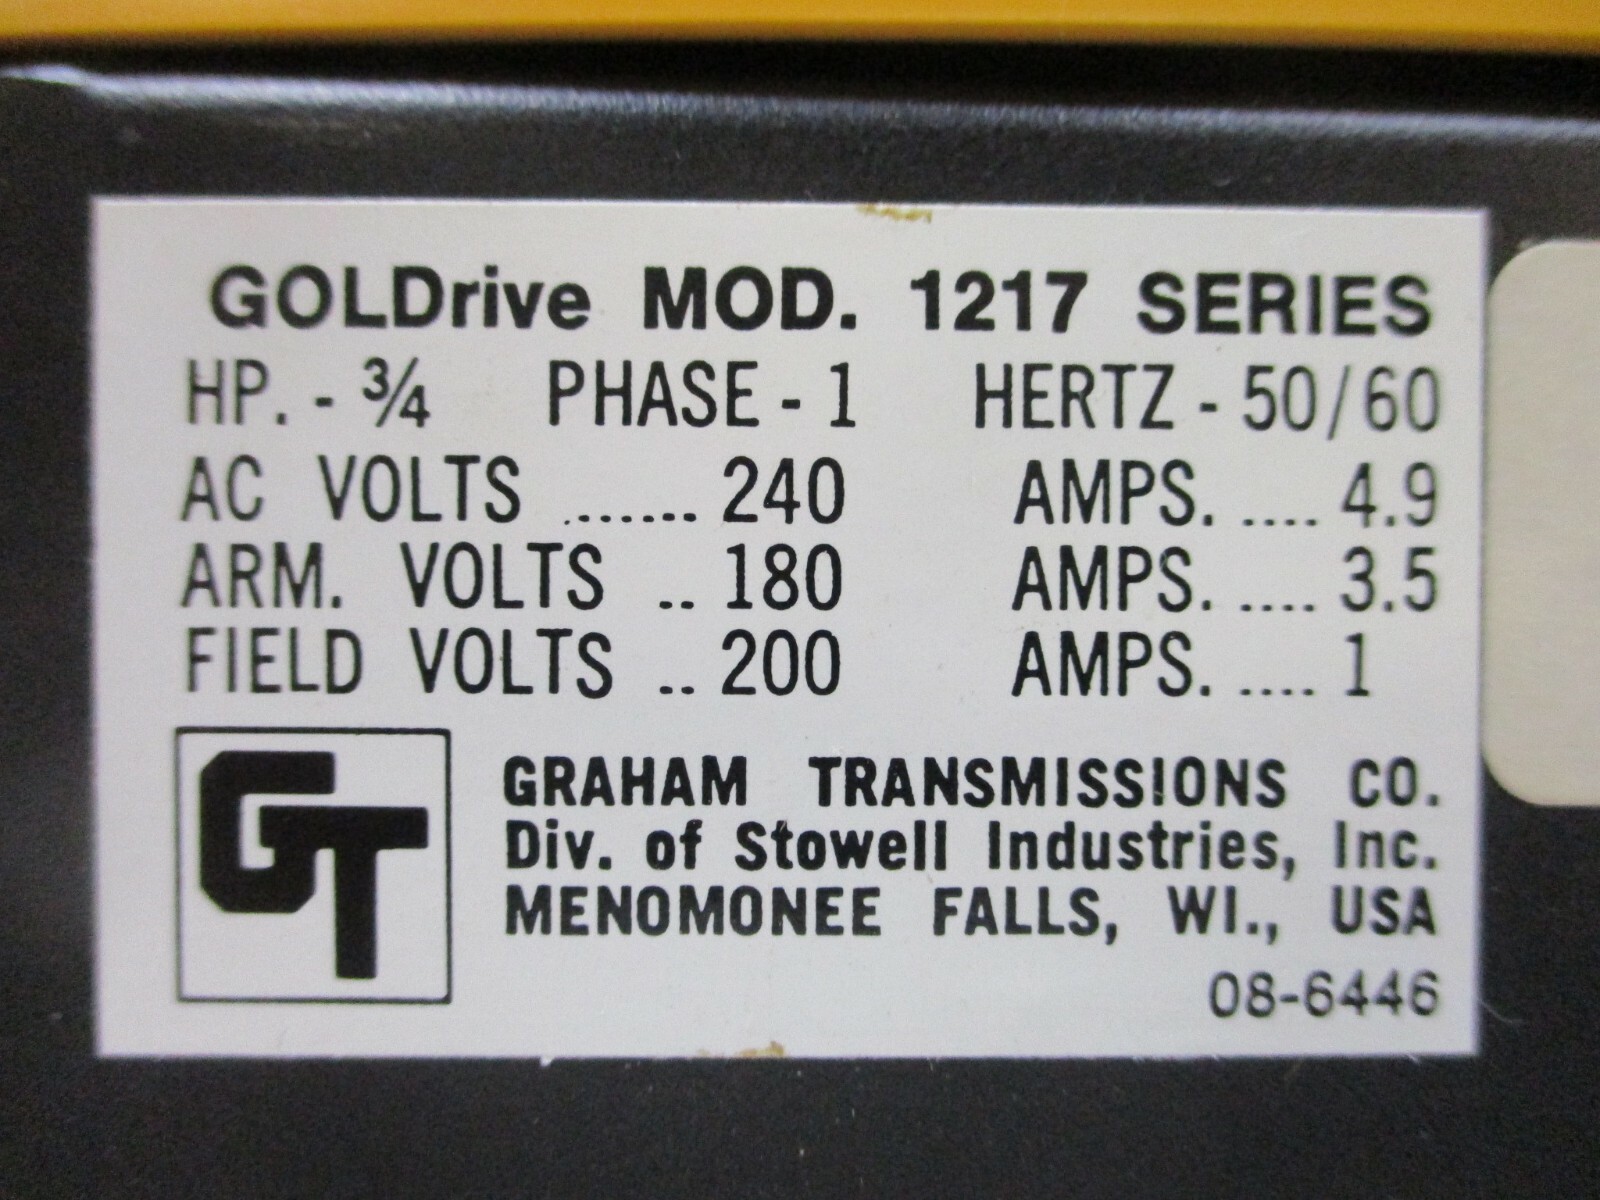 GOLDrive MOD. 1217 SERIES
HP. - ¾ PHASE - 1 HERTZ - 50/60
AC VOLTS ....... 240 AMPS. .... 4.9
ARM. VOLTS .. 180 AMPS. .... 3.5
FIELD VOLTS .. 200 AMPS. .... 1
GT
GRAHAM TRANSMISSIONS CO.
Div. of Stowell Industries, Inc.
MENOMONEE FALLS, WI., USA
08-6446